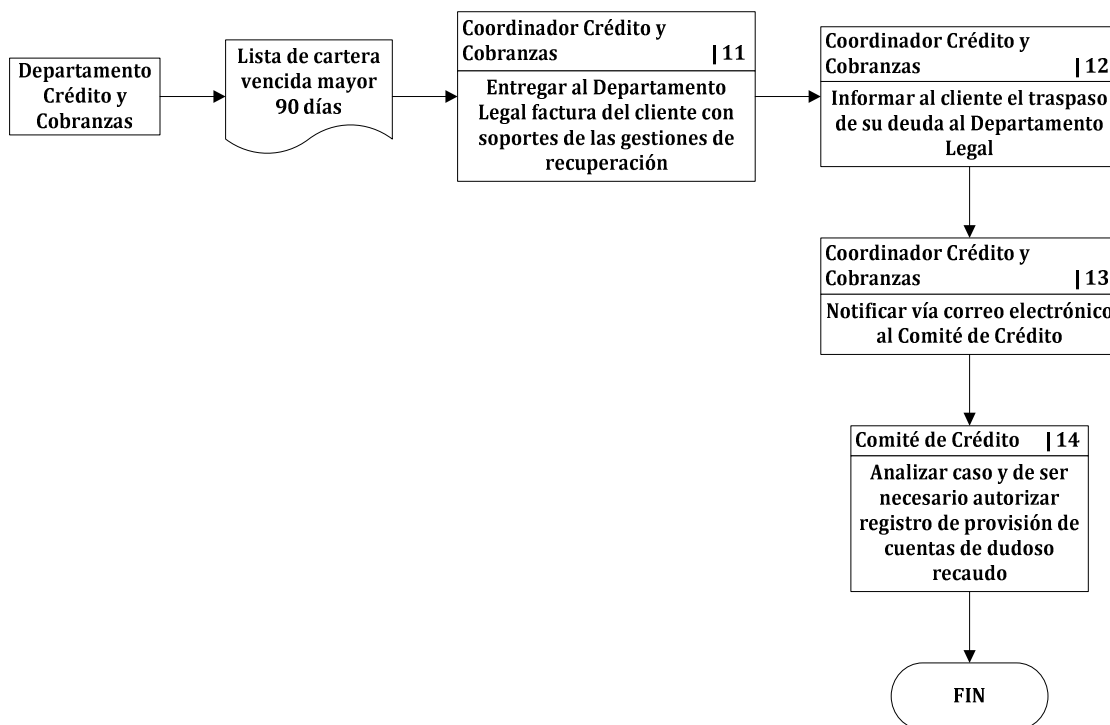 Departamento
Crédito y
Cobranzas
Lista de cartera
vencida mayor
90 días
Coordinador Crédito y
Cobranzas | 11
Entregar al Departamento
Legal factura del cliente con
soportes de las gestiones de
recuperación
Coordinador Crédito y
Cobranzas | 12
Informar al cliente el traspaso
de su deuda al Departamento
Legal
Coordinador Crédito y
Cobranzas | 13
Notificar vía correo electrónico
al Comité de Crédito
Comité de Crédito | 14
Analizar caso y de ser
necesario autorizar
registro de provisión de
cuentas de dudoso
recaudo
FIN